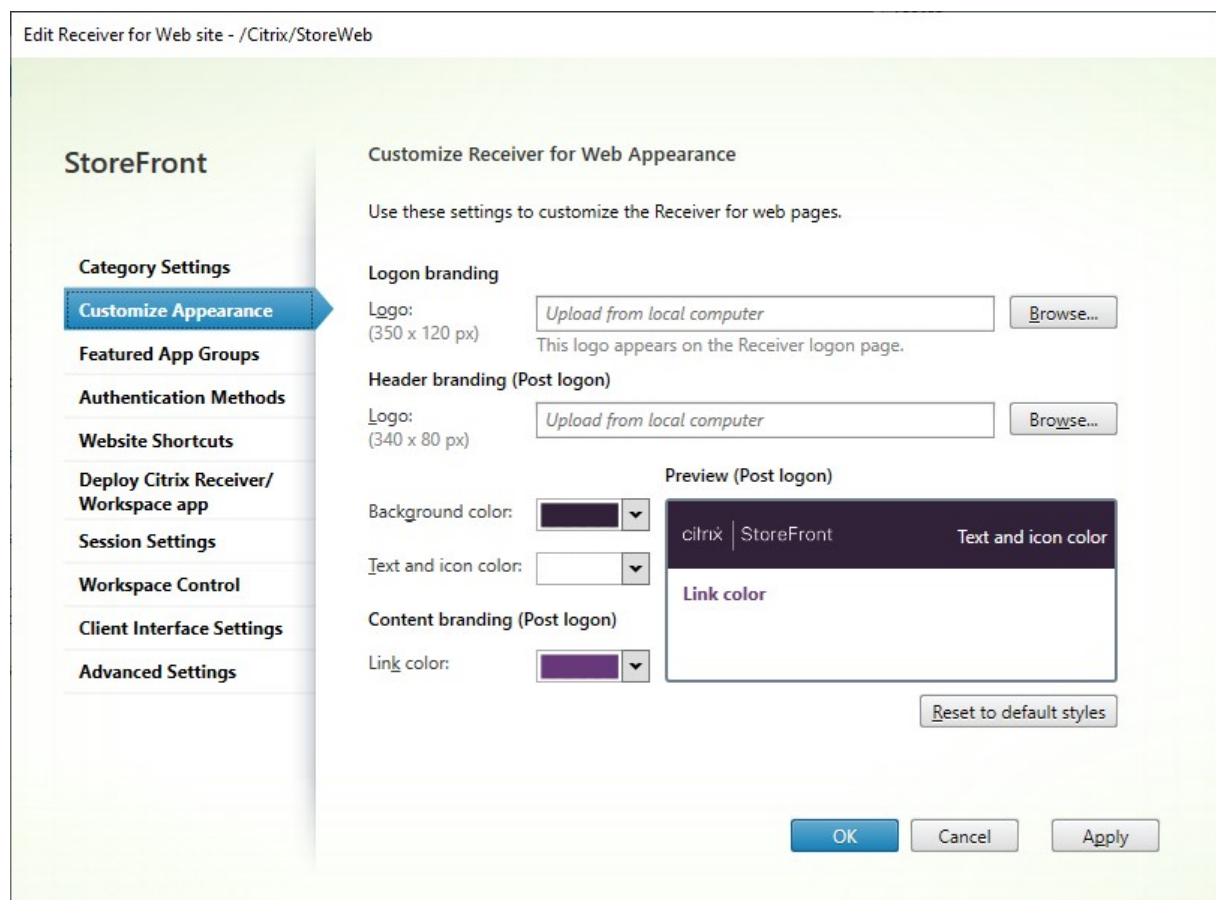 Edit Receiver for Web site - /Citrix/StoreWeb
StoreFront
Category Settings
Customize Appearance
Featured App Groups
Authentication Methods
Website Shortcuts
Deploy Citrix Receiver/
Workspace app
Session Settings
Workspace Control
Client Interface Settings
Advanced Settings
Customize Receiver for Web Appearance
Use these settings to customize the Receiver for web pages.
Logon branding
Logo:
(350 x 120 px)
Upload from local computer
Browse...
This logo appears on the Receiver logon page.
Header branding (Post logon)
Logo:
(340 x 80 px)
Upload from local computer
Browse...
Background color:
Text and icon color:
Preview (Post logon)
citrix | StoreFront
Text and icon color
Link color
Content branding (Post logon)
Link color:
Reset to default styles
OK
Cancel
Apply